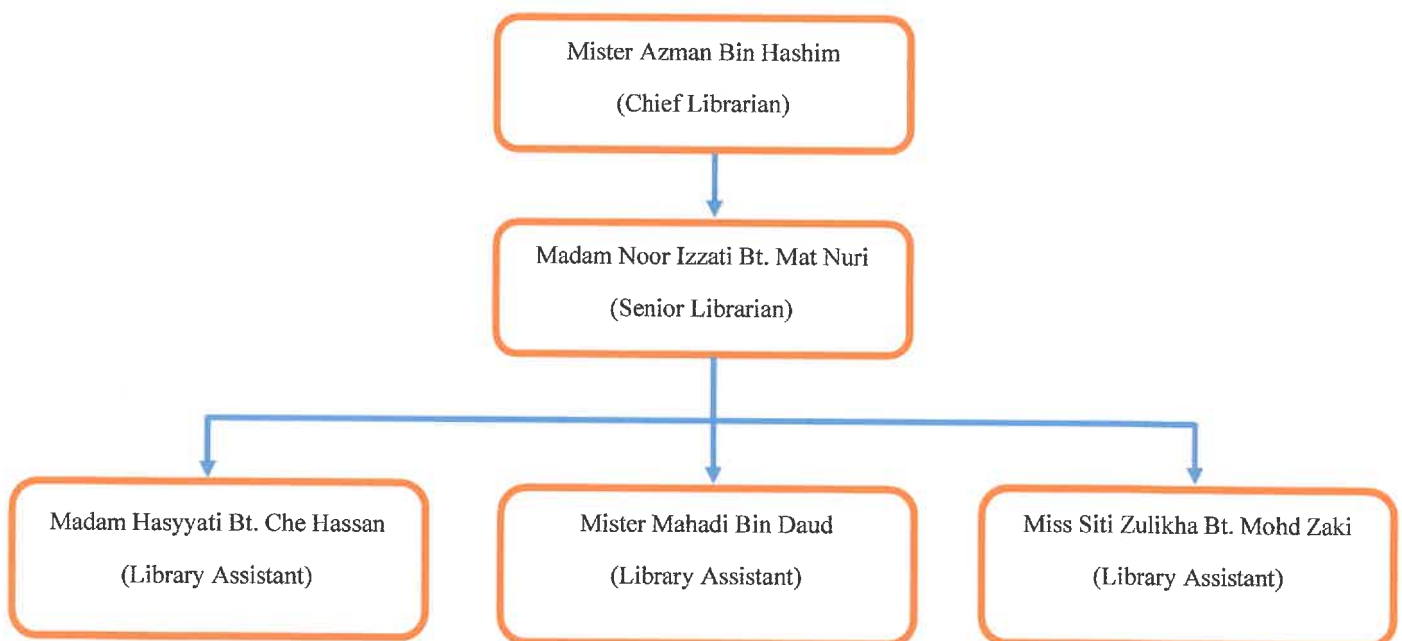 Mister Azman Bin Hashim
(Chief Librarian)
Madam Noor Izzati Bt. Mat Nuri
(Senior Librarian)
Madam Hasyyati Bt. Che Hassan
(Library Assistant)
Mister Mahadi Bin Daud
(Library Assistant)
Miss Siti Zulikha Bt. Mohd Zaki
(Library Assistant)